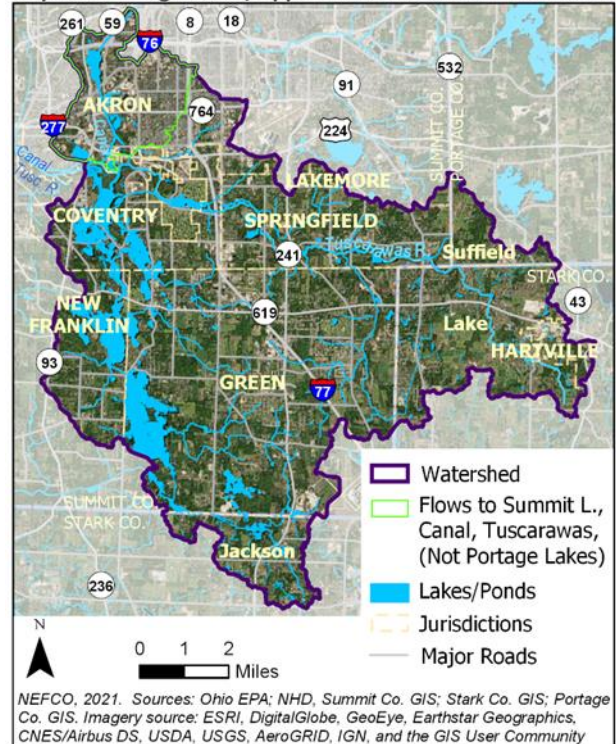 261
59
8
18
76
532
AKRON
91
764
277
224
SUMMIT CO.
PORTAGE CO.
Canal
Tusc. R.
LAKEMORE
COVENTRY
SPRINGFIELD
Tuscarawas R.
Suffield
241
STARK CO.
43
NEW
FRANKLIN
619
Lake
HARTVILLE
93
GREEN
77
SUMMIT CO.
STARK CO.
Jackson
236
Watershed
Flows to Summit L.,
Canal, Tuscarawas,
(Not Portage Lakes)
Lakes/Ponds
Jurisdictions
Major Roads
N
0 1 2
Miles
NEFCO, 2021. Sources: Ohio EPA; NHD, Summit Co. GIS; Stark Co. GIS; Portage
Co. GIS. Imagery source: ESRI, DigitalGlobe, GeoEye, Earthstar Geographics,
CNES/Airbus DS, USDA, USGS, AeroGRID, IGN, and the GIS User Community